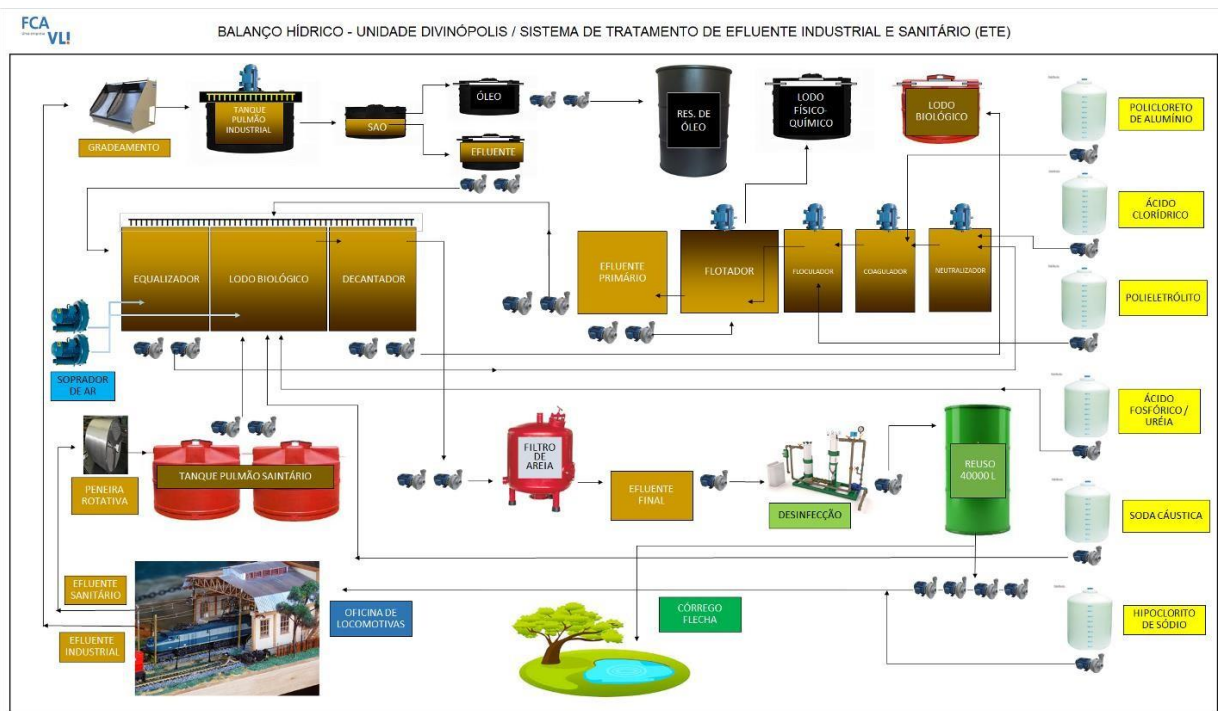 FCA
VL!
BALANÇO HÍDRICO - UNIDADE DIVINÓPOLIS / SISTEMA DE TRATAMENTO DE EFLUENTE INDUSTRIAL E SANITÁRIO (ETE)
GRADEAMENTO
TANQUE
PULMÃO
INDUSTRIAL
SAO
ÓLEO
EFLUENTE
RES. DE
ÓLEO
LODO
FÍSICO-
QUÍMICO
LODO
BIOLÓGICO
POLICLORETO
DE ALUMÍNIO
ÁCIDO
CLORÍDRICO
POLIELETRÓLITO
ÁCIDO
FOSFÓRICO /
URÉIA
SODA CÁUSTICA
HIPOCLORITO
DE SÓDIO
EQUALIZADOR
LODO BIOLÓGICO
DECANTADOR
EFLUENTE
PRIMÁRIO
FLOTADOR
FLOCULADOR
COAGULADOR
NEUTRALIZADOR
SOPRADOR
DE AR
PENEIRA
ROTATIVA
TANQUE PULMÃO SAINTÁRIO
FILTRO
DE
AREIA
EFLUENTE
FINAL
DESINFECÇÃO
REUSO
40000 L
EFLUENTE
SANITÁRIO
EFLUENTE
INDUSTRIAL
OFICINA DE
LOCOMOTIVAS
CÓRREGO
FLECHA